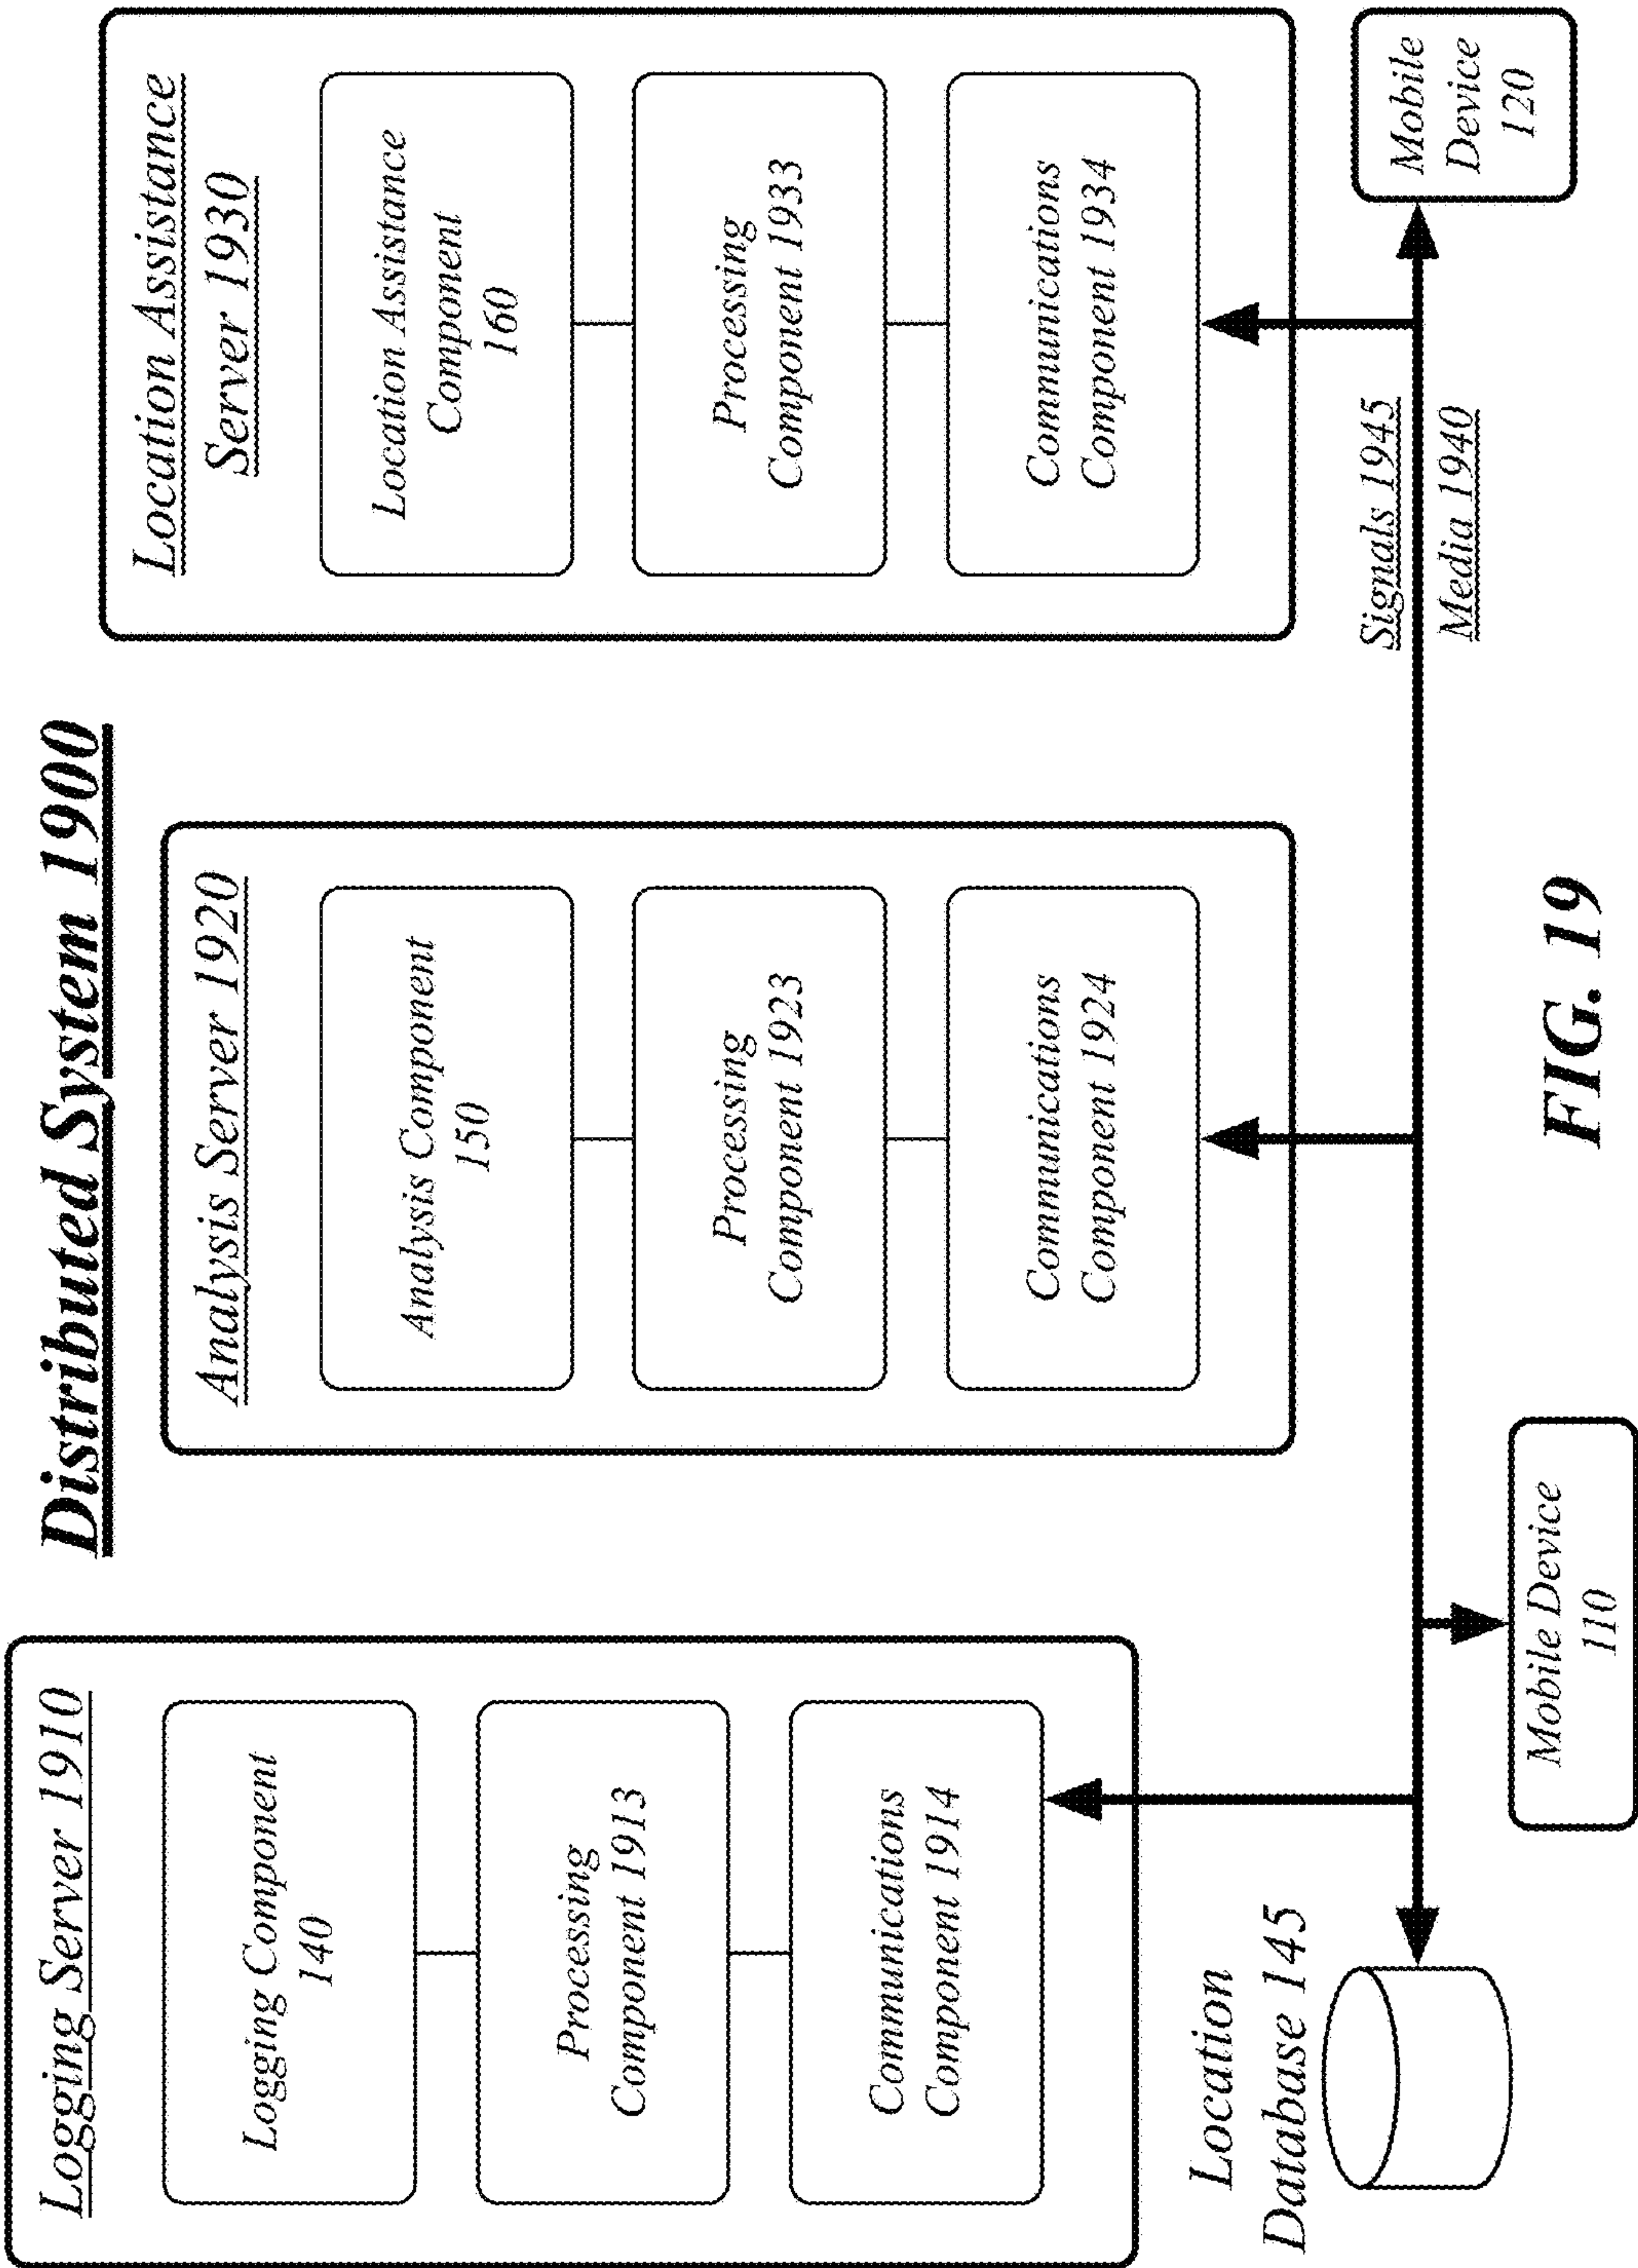 Distributed System 1900
Logging Server 1910
Logging Component
140
Processing
Component 1913
Communications
Component 1914
Analysis Server 1920
Analysis Component
150
Processing
Component 1923
Communications
Component 1924
Location Assistance
Server 1930
Location Assistance
Component
160
Processing
Component 1933
Communications
Component 1934
Location
Database 145
Signals 1945
Media 1940
Mobile Device
110
Mobile
Device
120
FIG. 19